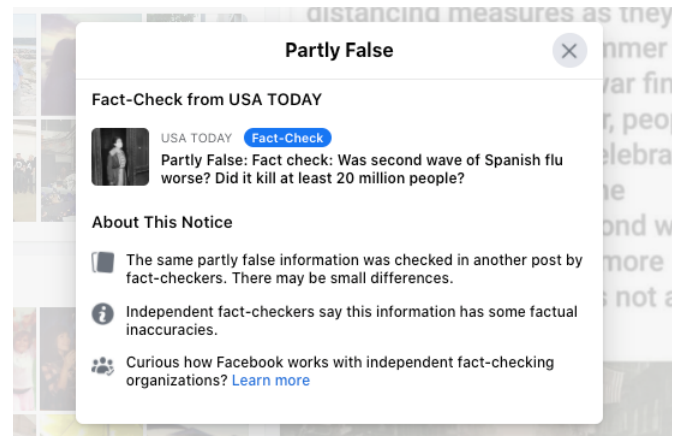 distancing measures as they
Partly False
mmer
Fact-Check from USA TODAY
USA TODAY Fact-Check
Partly False: Fact check: Was second wave of Spanish flu
worse? Did it kill at least 20 million people?
About This Notice
The same partly false information was checked in another post by
fact-checkers. There may be small differences.
more
Independent fact-checkers say this information has some factual
inaccuracies.
not a
Curious how Facebook works with independent fact-checking
organizations? Learn more